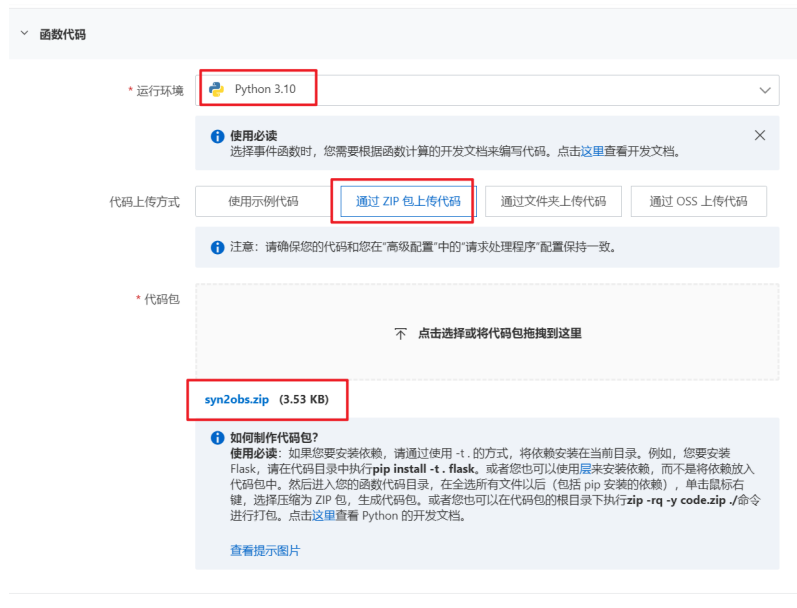 函数代码
* 运行环境
Python 3.10
使用必读
选择事件函数时，您需要根据函数计算的开发文档来编写代码。点击这里查看开发文档。
代码上传方式
使用示例代码
通过 ZIP 包上传代码
通过文件夹上传代码
通过 OSS 上传代码
注意：请确保您的代码和您在“高级配置”中的“请求处理程序”配置保持一致。
* 代码包
点击选择或将代码包拖拽到这里
syn2obs.zip (3.53 KB)
如何制作代码包？
使用必读：如果您要安装依赖，请通过使用 -t . 的方式，将依赖安装在当前目录。例如，您要安装
Flask，请在代码目录中执行pip install -t . flask。或者您也可以使用层来安装依赖，而不是将依赖放入
代码包中。然后进入您的函数代码目录，在全选所有文件以后（包括 pip 安装的依赖），单击鼠标右
键，选择压缩为 ZIP 包，生成代码包。或者您也可以在代码包的根目录下执行zip -rq -y code.zip ./命令
进行打包。点击这里查看 Python 的开发文档。
查看提示图片